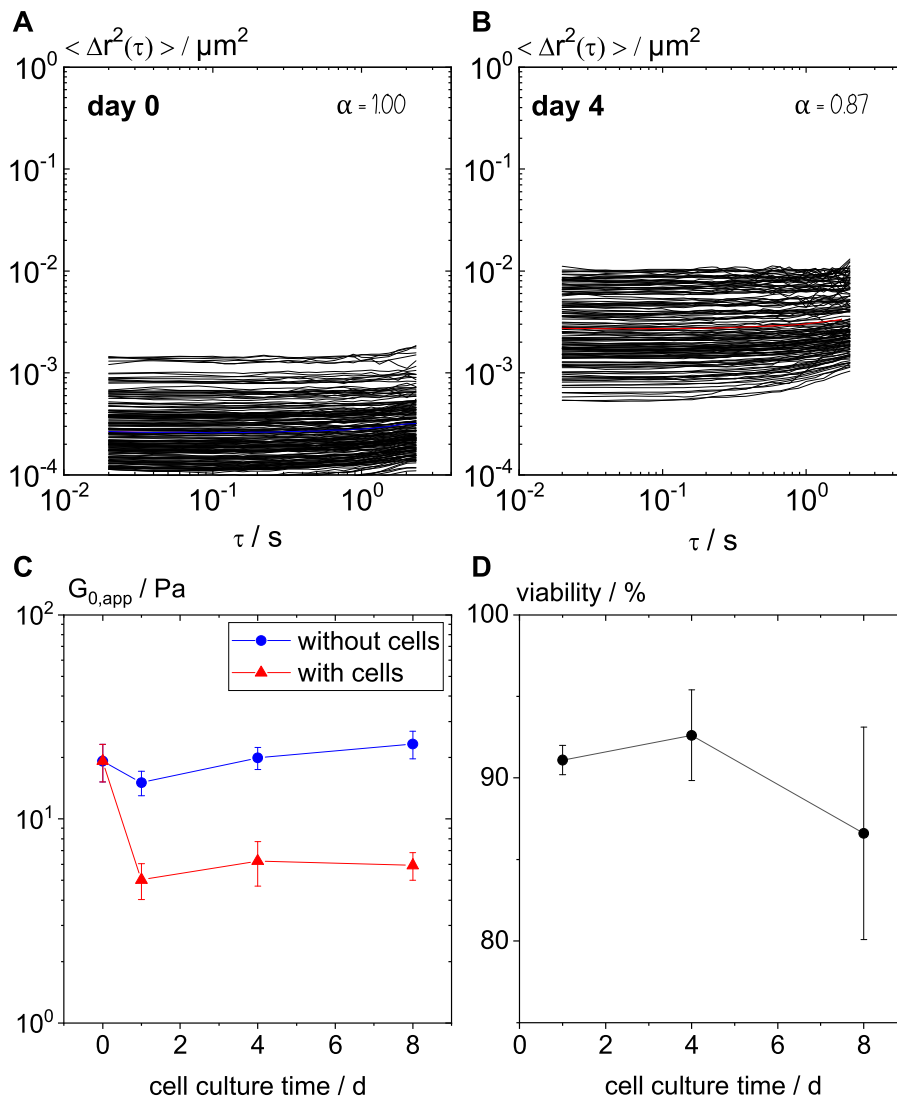 A
< Δr²(τ) > / µm²
10⁰
10⁻¹
10⁻²
10⁻³
10⁻⁴
day 0
α = 1.00
10⁻² 10⁻¹ 10⁰
τ / s
B
< Δr²(τ) > / µm²
10⁰
10⁻¹
10⁻²
10⁻³
10⁻⁴
day 4
α = 0.87
10⁻² 10⁻¹ 10⁰
τ / s
C
G₀,app / Pa
10²
10¹
10⁰
without cells
with cells
0 2 4 6 8
cell culture time / d
D
viability / %
100
90
80
0 2 4 6 8
cell culture time / d